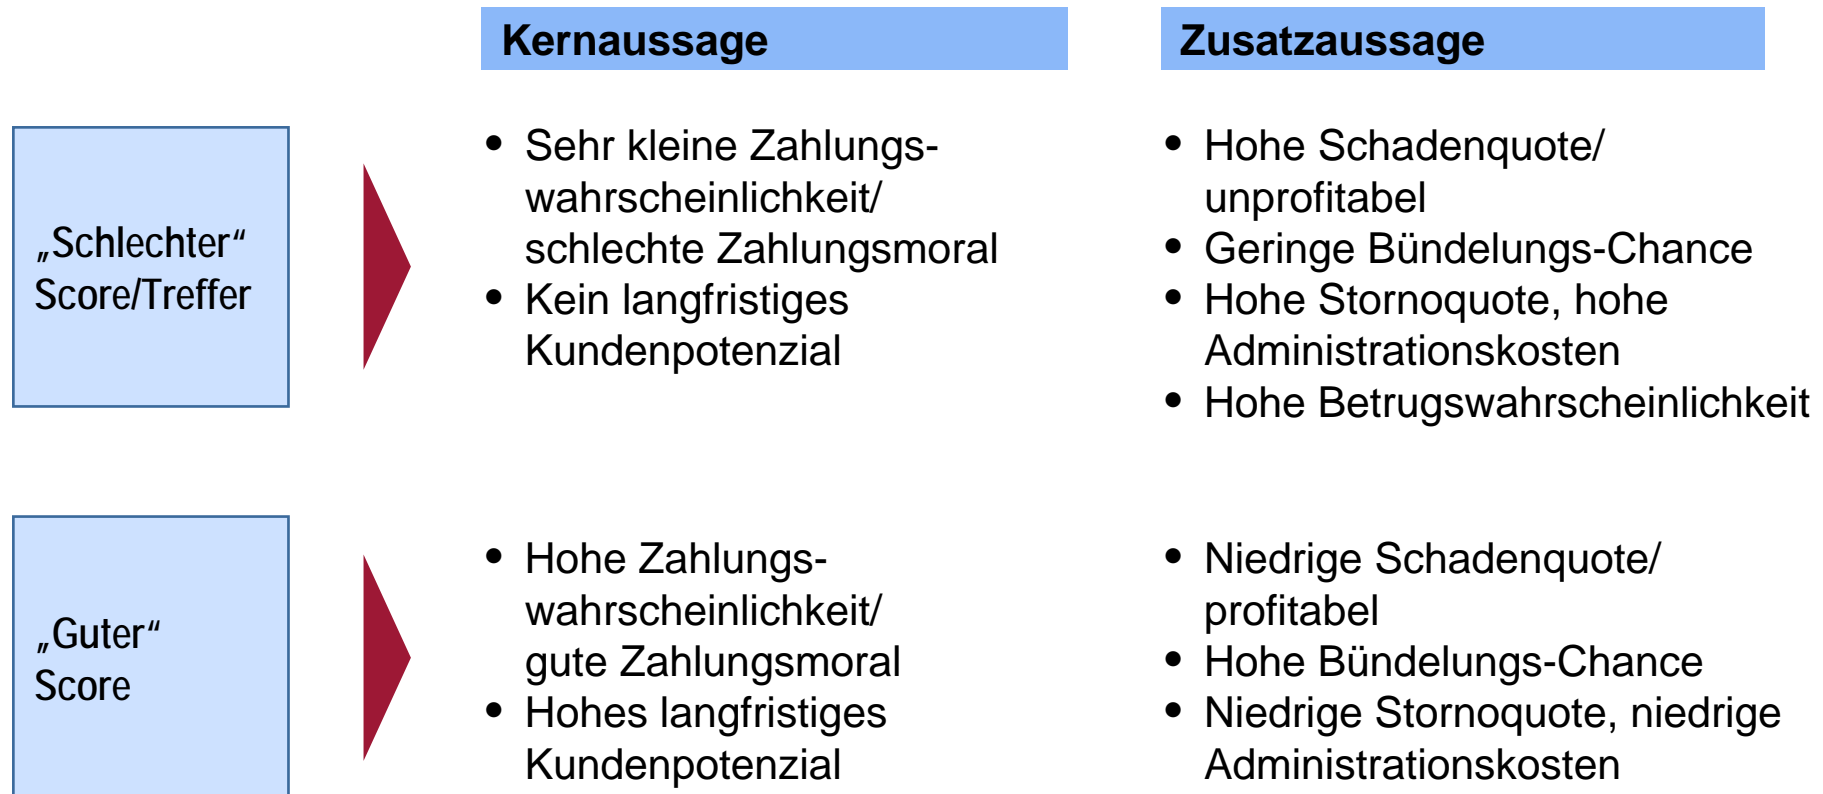 Kernaussage
Zusatzaussage
„Schlechter“
Score/Treffer
• Sehr kleine Zahlungs-
wahrscheinlichkeit/
schlechte Zahlungsmoral
• Kein langfristiges
Kundenpotenzial
• Hohe Schadenquote/
unprofitabel
• Geringe Bündelungs-Chance
• Hohe Stornoquote, hohe
Administrationskosten
• Hohe Betrugswahrscheinlichkeit
„Guter“
Score
• Hohe Zahlungs-
wahrscheinlichkeit/
gute Zahlungsmoral
• Hohes langfristiges
Kundenpotenzial
• Niedrige Schadenquote/
profitabel
• Hohe Bündelungs-Chance
• Niedrige Stornoquote, niedrige
Administrationskosten